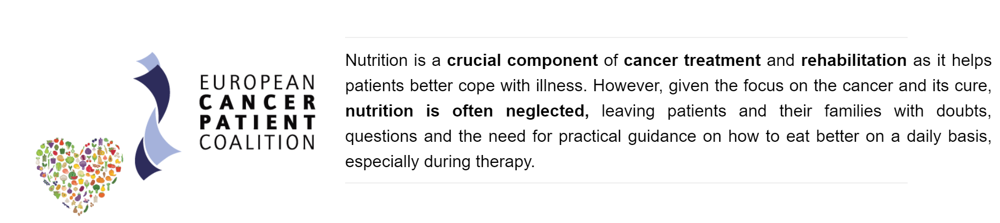 EUROPEAN
CANCER
PATIENT
COALITION
Nutrition is a crucial component of cancer treatment and rehabilitation as it helps
patients better cope with illness. However, given the focus on the cancer and its cure,
nutrition is often neglected, leaving patients and their families with doubts,
questions and the need for practical guidance on how to eat better on a daily basis,
especially during therapy.